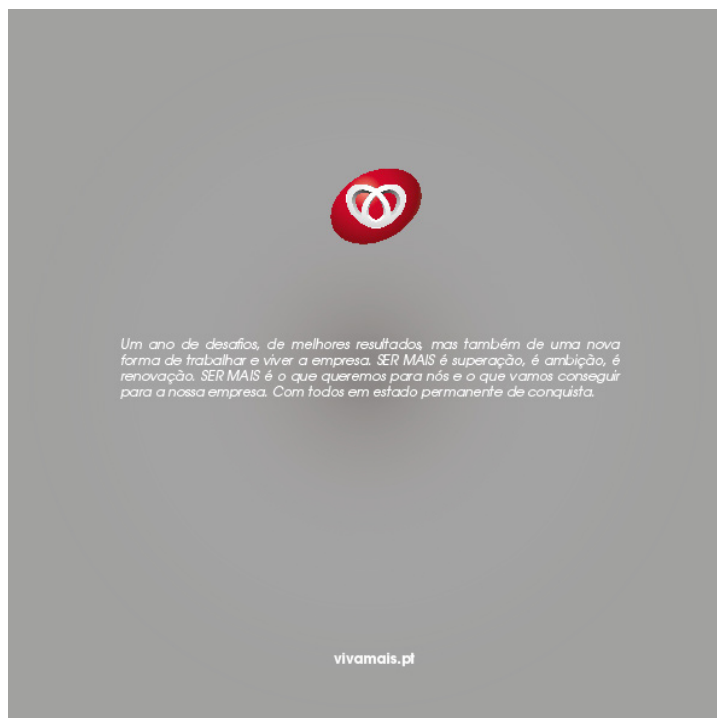 Um ano de desafios, de melhores resultados, mas também de uma nova
forma de trabalhar e viver a empresa. SER MAIS é superação, é ambição, é
renovação. SER MAIS é o que queremos para nós e o que vamos conseguir
para a nossa empresa. Com todos em estado permanente de conquista.
vivamais.pt